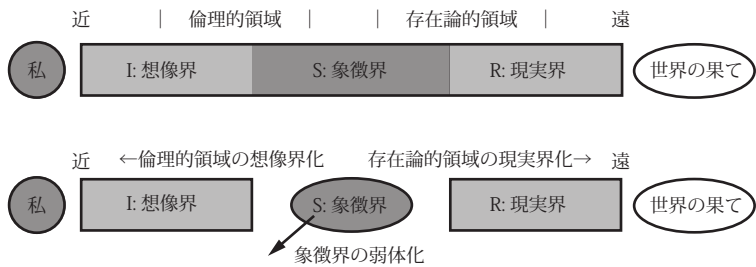 近 | 倫理的領域 | | 存在論的領域 | 遠
私 I: 想像界 S: 象徴界 R: 現実界 世界の果て
近 ←倫理的領域の想像界化 存在論的領域の現実界化→ 遠
私 I: 想像界 S: 象徴界 R: 現実界 世界の果て
象徴界の弱体化